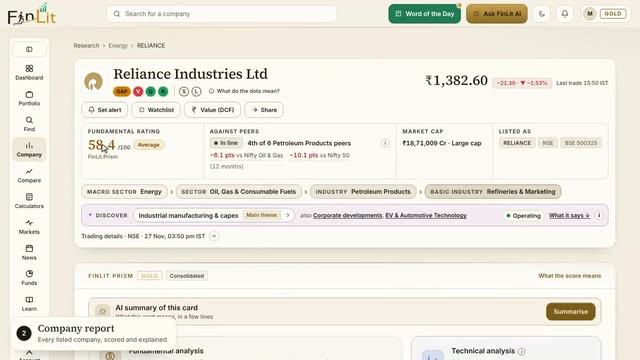 FinLit
Search for a company
Word of the Day
Ask FinLit AI
M GOLD
Dashboard
Portfolio
Find
Company
Compare
Calculators
Markets
News
Funds
Learn
Research › Energy › RELIANCE
Reliance Industries Ltd
G&P V Q R S L What do the dots mean?
₹1,382.60 −21.30 · ▼ −1.53% Last trade 15:50 IST
Set alert Watchlist ₹ Value (DCF) Share
FUNDAMENTAL RATING
58.4 /100 Average
FinLit Prism
AGAINST PEERS
In line 4th of 6 Petroleum Products peers
−6.1 pts vs Nifty Oil & Gas −10.1 pts vs Nifty 50
(12 months)
MARKET CAP
₹18,71,009 Cr · Large cap
LISTED AS
RELIANCE NSE BSE 500325
MACRO SECTOR Energy › SECTOR Oil, Gas & Consumable Fuels › INDUSTRY Petroleum Products › BASIC INDUSTRY Refineries & Marketing
DISCOVER Industrial manufacturing & capex Main theme › also Corporate developments, EV & Automotive Technology Operating What it says ↓
Trading details · NSE · 27 Nov, 03:50 pm IST
FINLIT PRISM GOLD Consolidated What the score means
AI summary of this card
Summarise
2 Company report
Every listed company, scored and explained
Fundamental analysis
Technical analysis